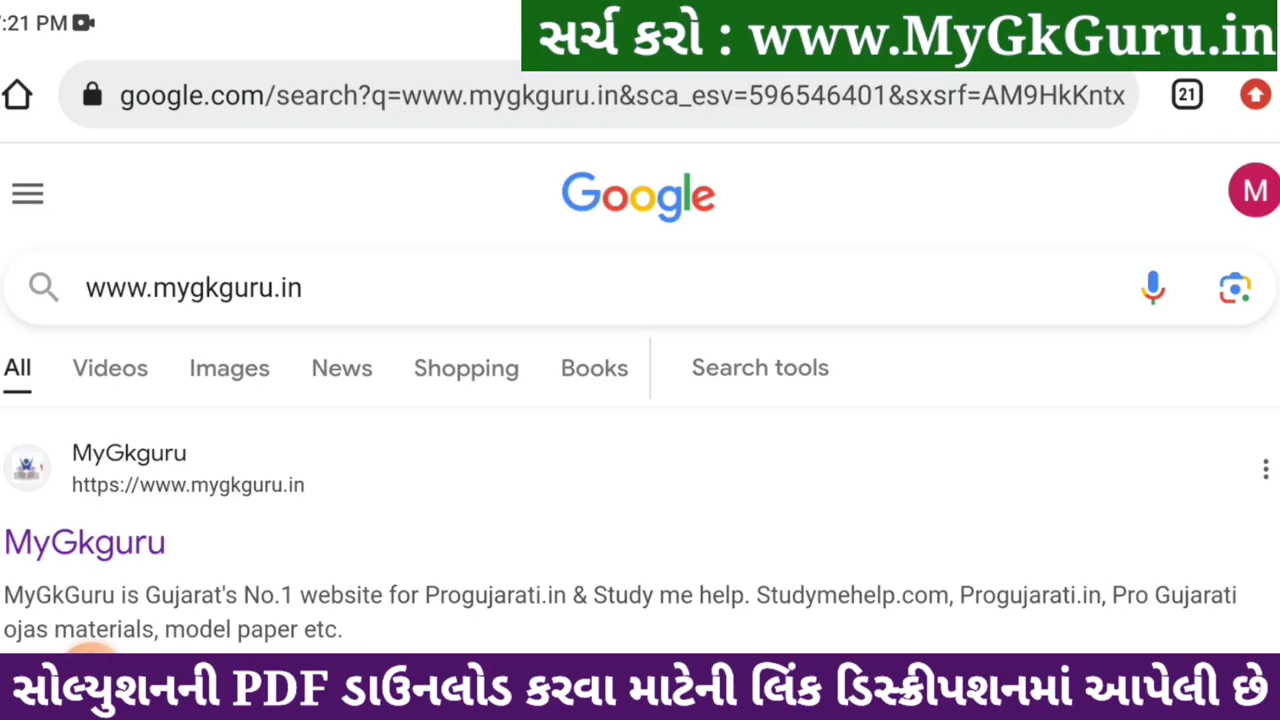 :21 PM
સર્ચ કરો : www.MyGkGuru.in
google.com/search?q=www.mygkguru.in&sca_esv=596546401&sxsrf=AM9HkKntx
21
Google
M
www.mygkguru.in
All Videos Images News Shopping Books Search tools
MyGkguru
https://www.mygkguru.in
MyGkguru
MyGkGuru is Gujarat's No.1 website for Progujarati.in & Study me help. Studymehelp.com, Progujarati.in, Pro Gujarati
ojas materials, model paper etc.
સોલ્યુશનની PDF ડાઉનલોડ કરવા માટેની લિંક ડિસ્ક્રીપશનમાં આપેલી છે